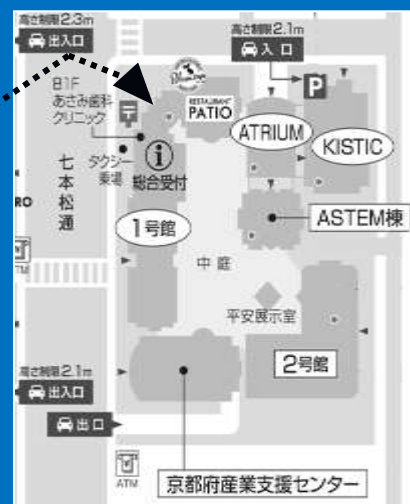 高さ制限2.3m
出入口
高さ制限2.1m
入口
P
B1F
あさみ歯科
クリニック
RESTAURANT
PATIO
ATRIUM
KISTIC
タクシー
乗場
i
総合受付
七本松通
RO
ASTEM棟
1号館
中庭
TM
平安展示室
2号館
高さ制限2.1m
出入口
出口
ATM
京都府産業支援センター